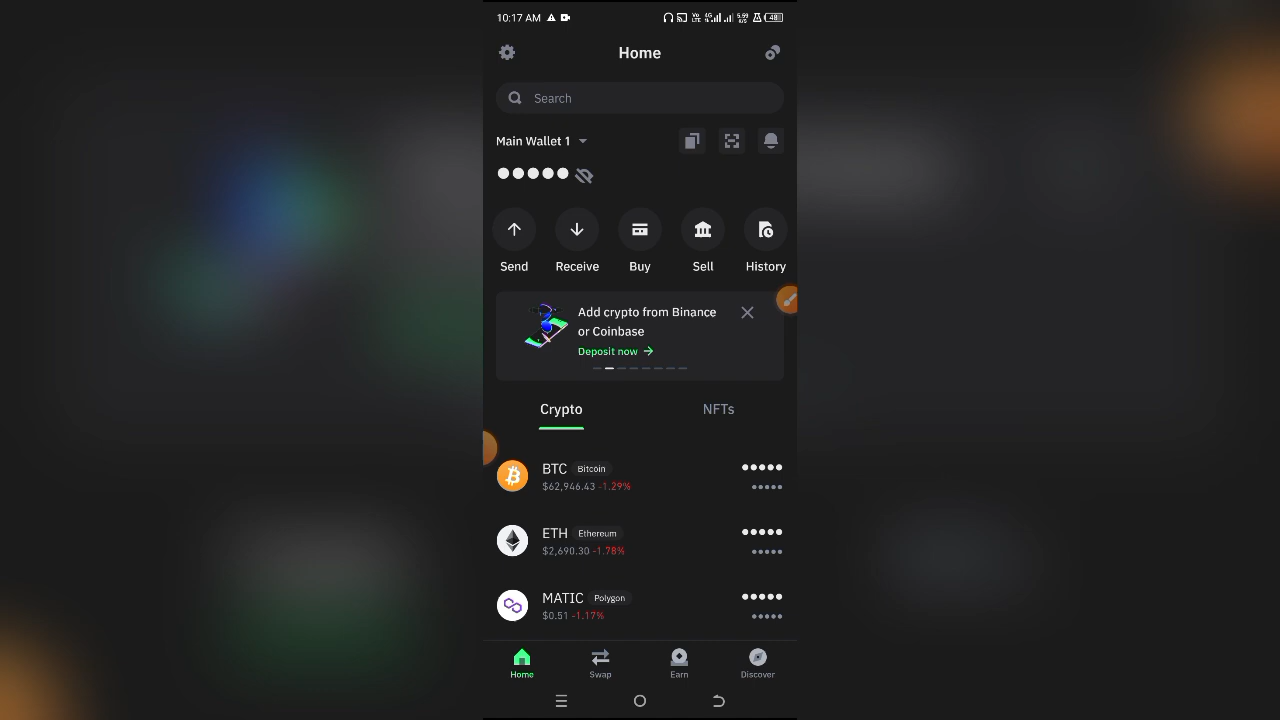 10:17 AM
Home
Search
Main Wallet 1
Send Receive Buy Sell History
Add crypto from Binance
or Coinbase
Deposit now
Crypto NFTs
BTC Bitcoin
$62,946.43 -1.29%
ETH Ethereum
$2,690.30 -1.78%
MATIC Polygon
$0.51 -1.17%
Home Swap Earn Discover